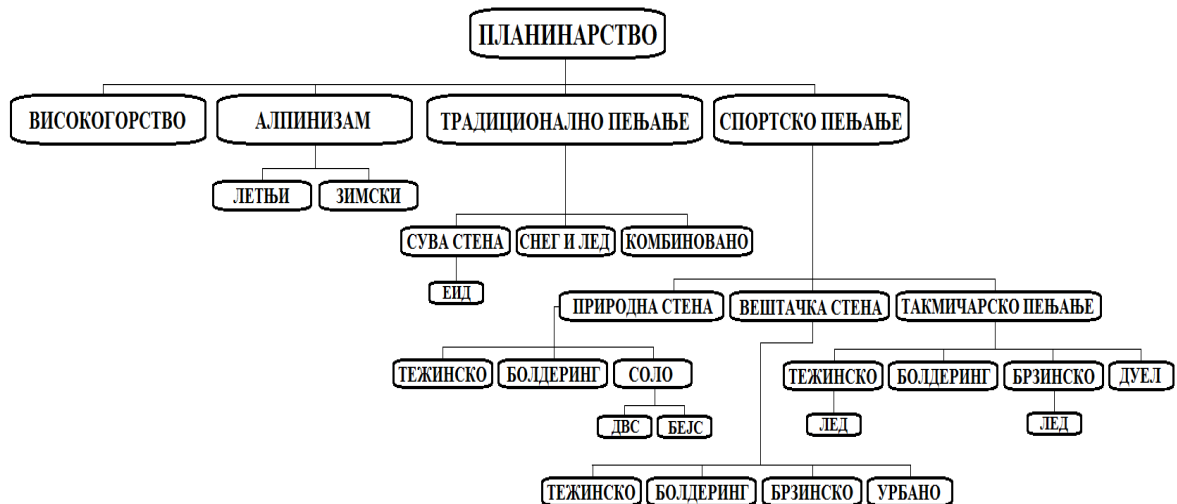 ПЛАНИНАРСТВО
ВИСОКОГОРСТВО
АЛПИНИЗАМ
ТРАДИЦИОНАЛНО ПЕЊАЊЕ
СПОРТСКО ПЕЊАЊЕ
ЛЕТЊИ
ЗИМСКИ
СУВА СТЕНА
СНЕГ И ЛЕД
КОМБИНОВАНО
ЕИД
ПРИРОДНА СТЕНА
ВЕШТАЧКА СТЕНА
ТАКМИЧАРСКО ПЕЊАЊЕ
ТЕЖИНСКО
БОЛДЕРИНГ
СОЛО
ТЕЖИНСКО
БОЛДЕРИНГ
БРЗИНСКО
ДУЕЛ
ДВС
БЕЈС
ЛЕД
ЛЕД
ТЕЖИНСКО
БОЛДЕРИНГ
БРЗИНСКО
УРБАНО